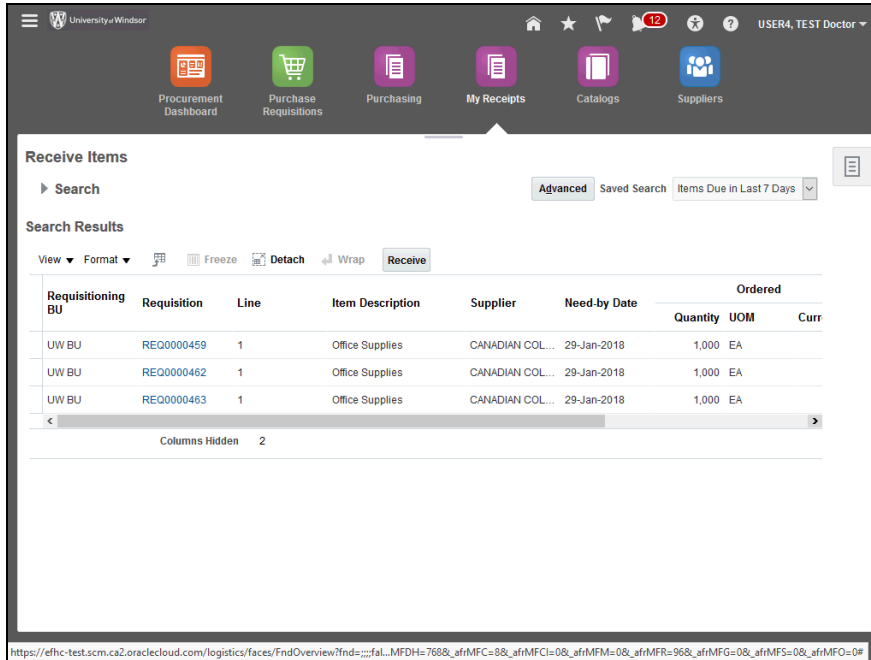 University of Windsor
12
USER4, TEST Doctor
Procurement Dashboard
Purchase Requisitions
Purchasing
My Receipts
Catalogs
Suppliers
Receive Items
Search
Advanced Saved Search Items Due in Last 7 Days
Search Results
View Format Freeze Detach Wrap Receive
Requisitioning BU Requisition Line Item Description Supplier Need-by Date Ordered
Quantity UOM Curr
UW BU REQ0000459 1 Office Supplies CANADIAN COL... 29-Jan-2018 1,000 EA
UW BU REQ0000462 1 Office Supplies CANADIAN COL... 29-Jan-2018 1,000 EA
UW BU REQ0000463 1 Office Supplies CANADIAN COL... 29-Jan-2018 1,000 EA
Columns Hidden 2
https://efhc-test.scm.ca2.oraclecloud.com/logistics/faces/FndOverview?fnd=;;;;fal...MFDH=768&_afrMFC=8&_afrMFCI=0&_afrMFM=0&_afrMFR=96&_afrMFG=0&_afrMFS=0&_afrMFO=0#